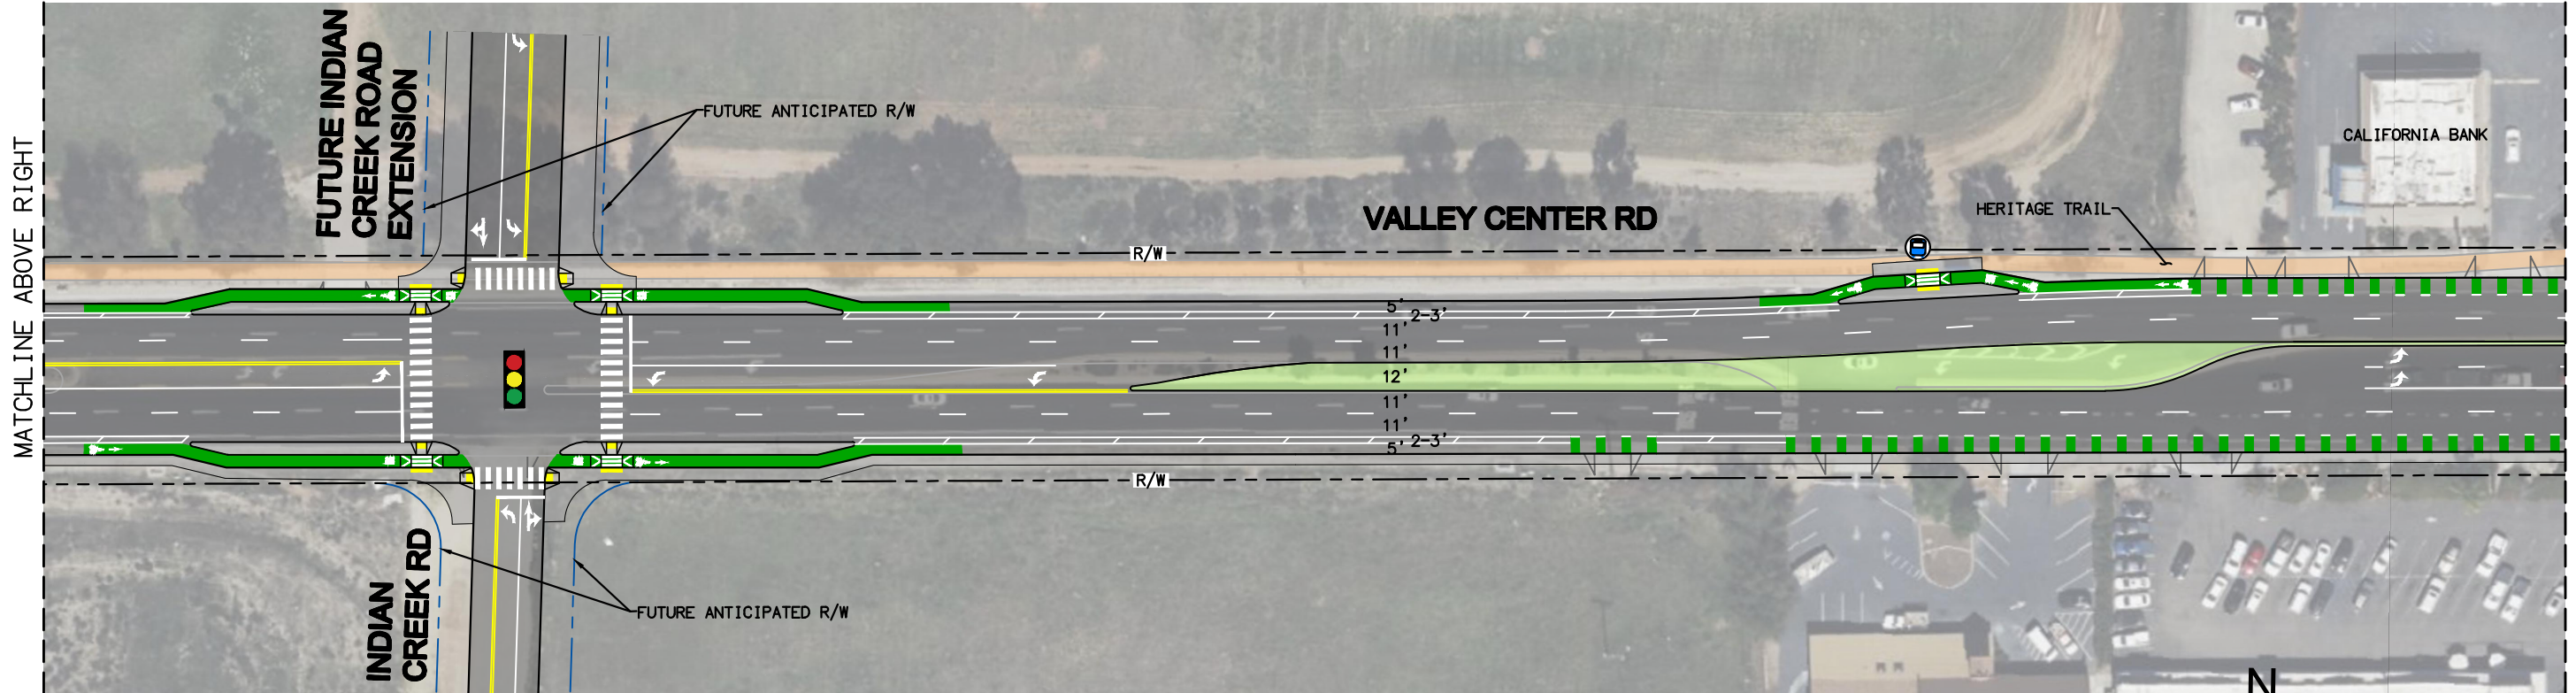 MATCHLINE ABOVE RIGHT
FUTURE INDIAN
CREEK ROAD
EXTENSION
FUTURE ANTICIPATED R/W
VALLEY CENTER RD
HERITAGE TRAIL
CALIFORNIA BANK
R/W
5'
2-3'
11'
11'
12'
11'
11'
2-3'
5'
R/W
INDIAN
CREEK RD
FUTURE ANTICIPATED R/W
N